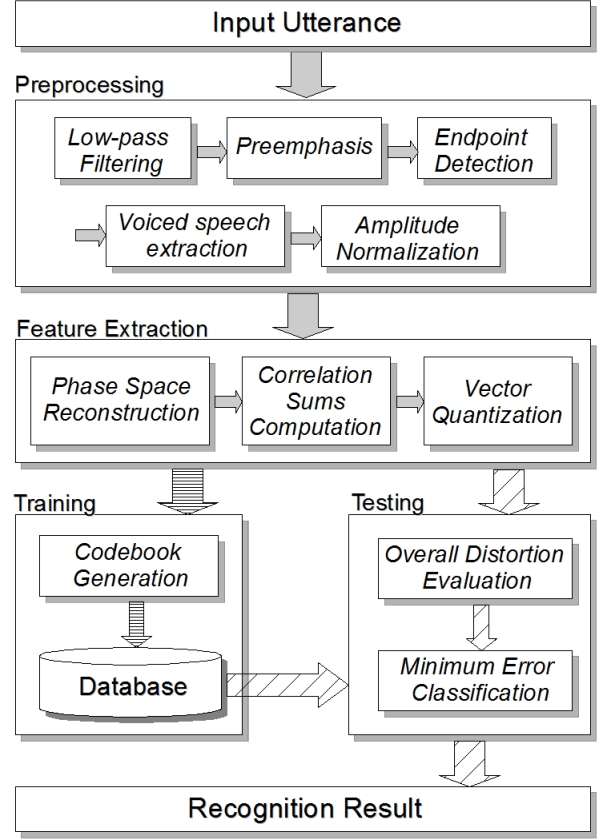 Input Utterance
Preprocessing
Low-pass
Filtering
Preemphasis
Endpoint
Detection
Voiced speech
extraction
Amplitude
Normalization
Feature Extraction
Phase Space
Reconstruction
Correlation
Sums
Computation
Vector
Quantization
Training
Codebook
Generation
Database
Testing
Overall Distortion
Evaluation
Minimum Error
Classification
Recognition Result